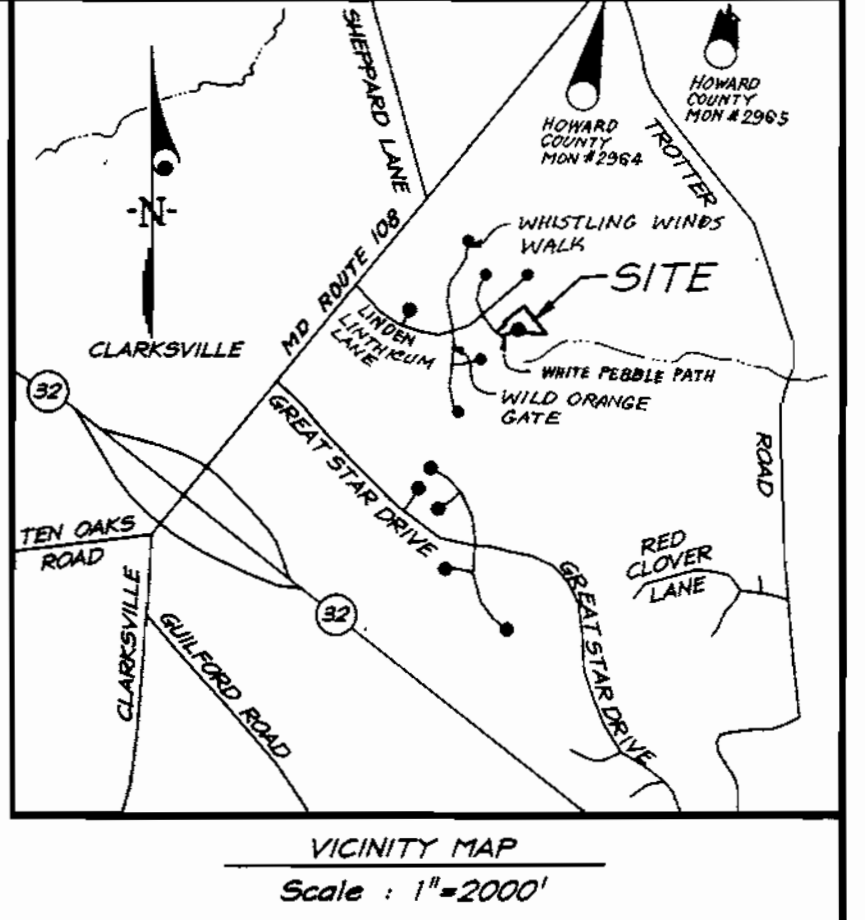 SHEPPARD LANE
HOWARD
COUNTY
MON #2964
HOWARD
COUNTY
MON #2965
TROTTER
-N-
WHISTLING WINDS
WALK
SITE
MD ROUTE 108
LINDEN
LINTHICUM
LANE
CLARKSVILLE
WHITE PEBBLE PATH
WILD ORANGE
GATE
32
GREAT STAR DRIVE
ROAD
TEN OAKS
ROAD
RED
CLOVER
LANE
GREAT STAR DRIVE
32
CLARKSVILLE
GUILFORD ROAD
VICINITY MAP
Scale : 1"=2000'